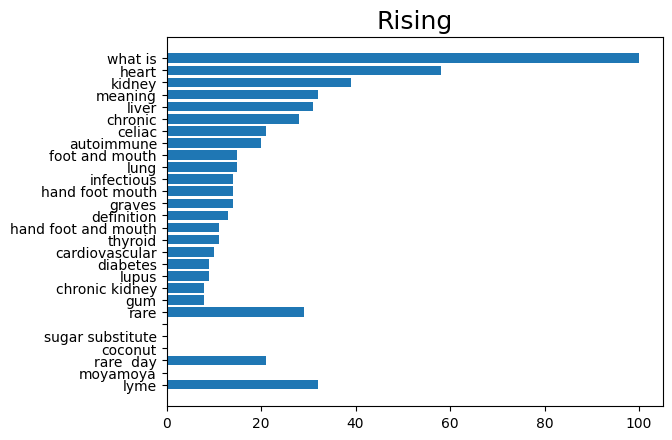 Rising
what is
heart
kidney
meaning
liver
chronic
celiac
autoimmune
foot and mouth
lung
infectious
hand foot mouth
graves
definition
hand foot and mouth
thyroid
cardiovascular
diabetes
lupus
chronic kidney
gum
rare
sugar substitute
coconut
rare  day
moyamoya
lyme
0 20 40 60 80 100